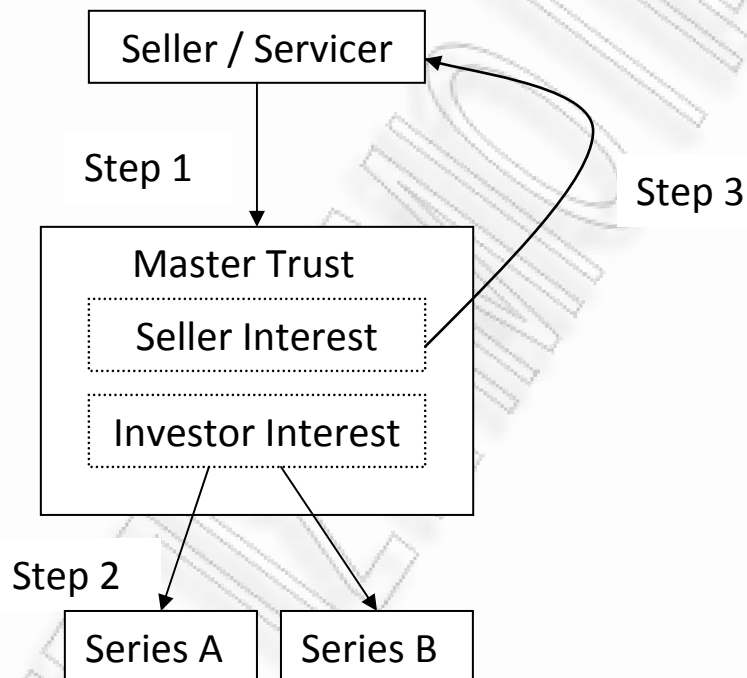 Seller / Servicer
Step 1
Step 3
Master Trust
Seller Interest
Investor Interest
Step 2
Series A
Series B